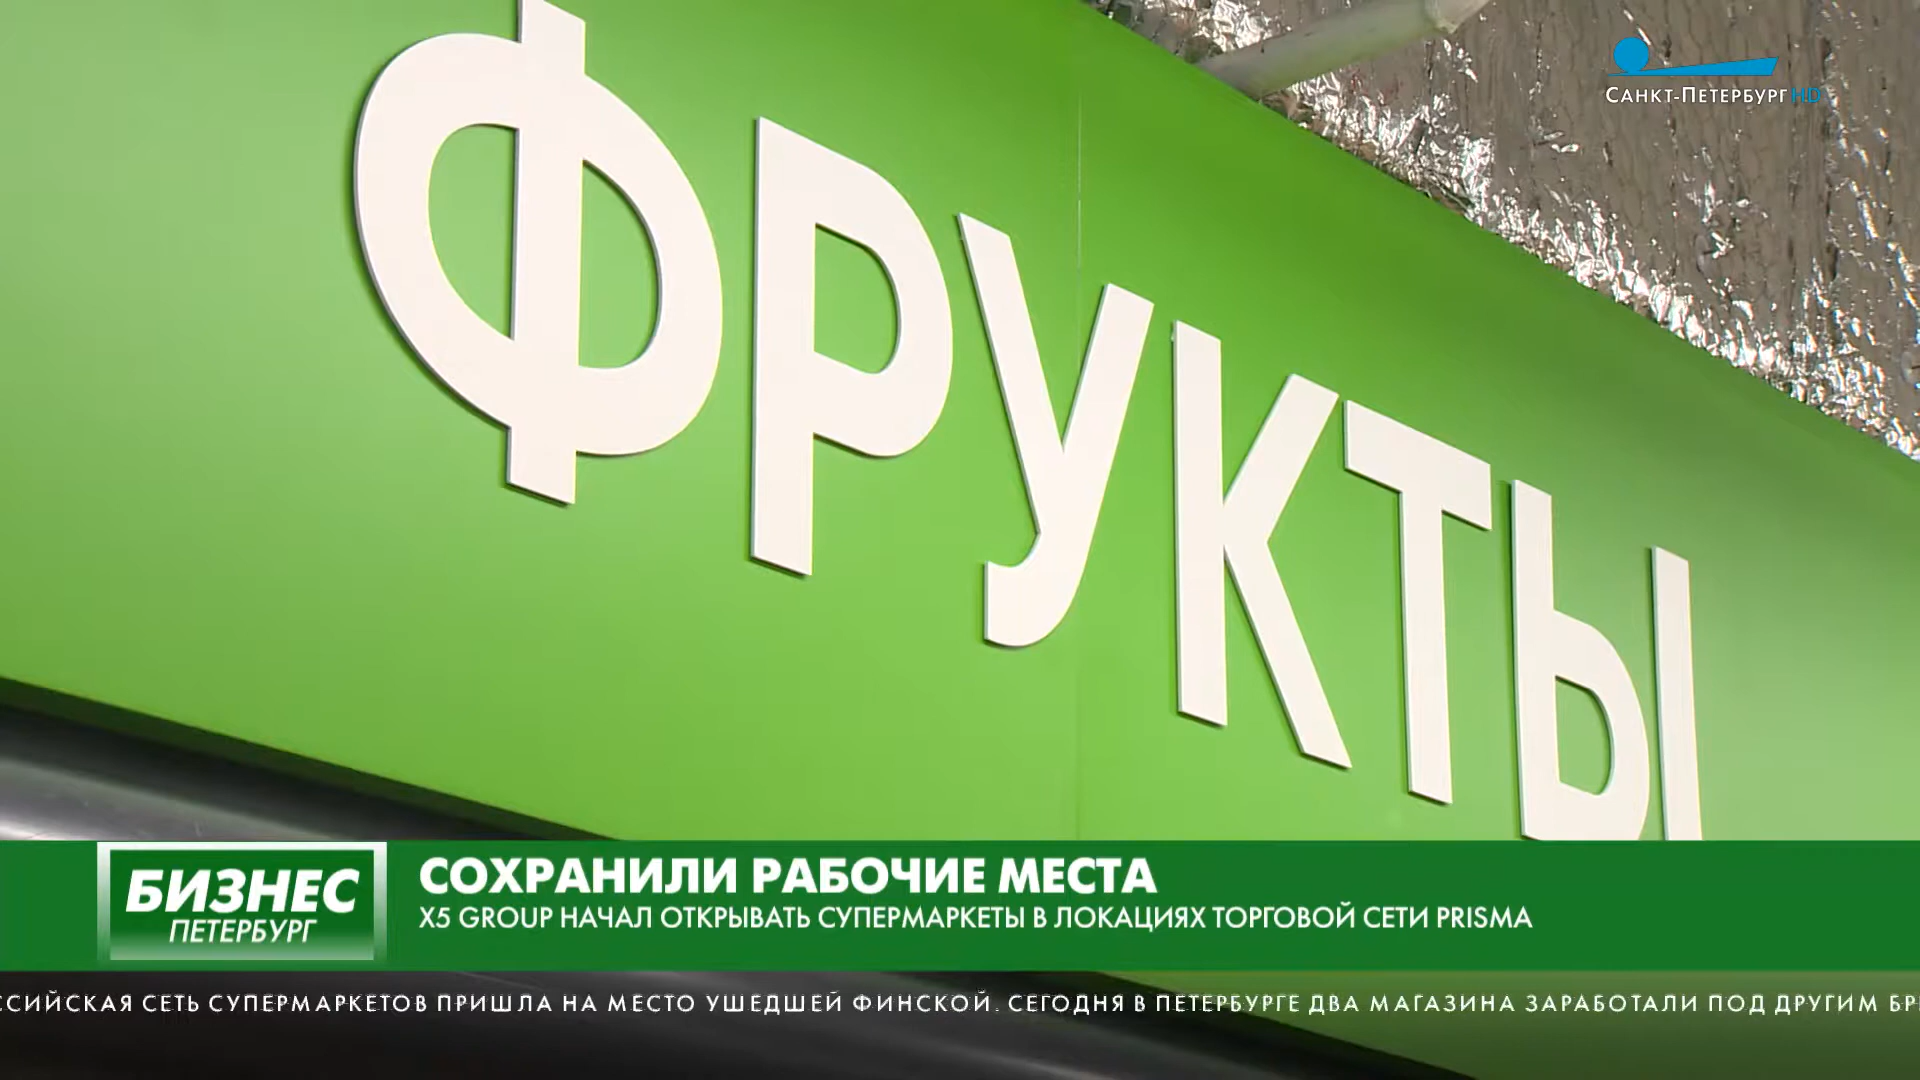 САНКТ-ПЕТЕРБУРГ HD
ФРУКТЫ
БИЗНЕС
ПЕТЕРБУРГ
СОХРАНИЛИ РАБОЧИЕ МЕСТА
X5 GROUP НАЧАЛ ОТКРЫВАТЬ СУПЕРМАРКЕТЫ В ЛОКАЦИЯХ ТОРГОВОЙ СЕТИ PRISMA
ССИЙСКАЯ СЕТЬ СУПЕРМАРКЕТОВ ПРИШЛА НА МЕСТО УШЕДШЕЙ ФИНСКОЙ. СЕГОДНЯ В ПЕТЕРБУРГЕ ДВА МАГАЗИНА ЗАРАБОТАЛИ ПОД ДРУГИМ БР